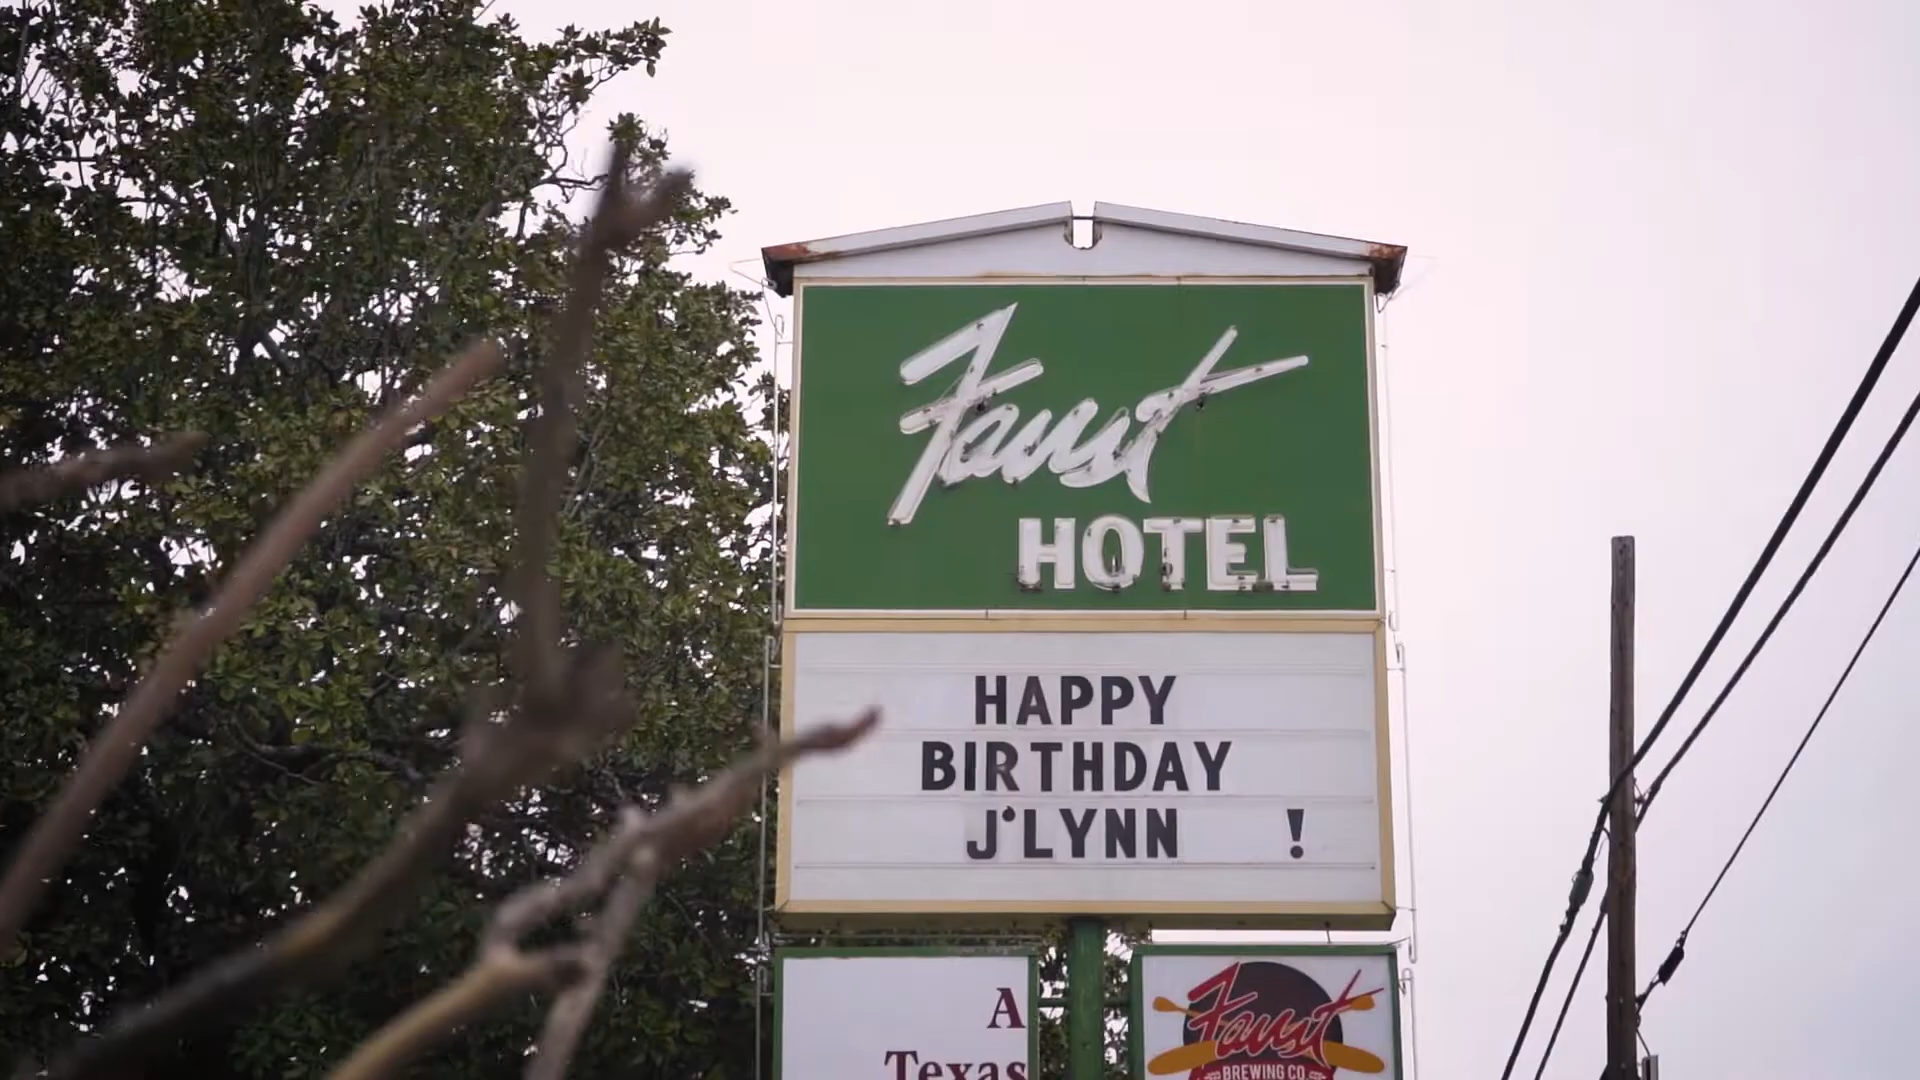 Faust
HOTEL
HAPPY
BIRTHDAY
J'LYNN !
A
Texas
Faust
BREWING CO.